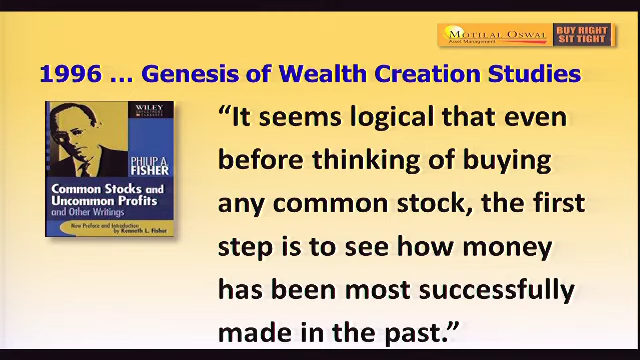 MOTILAL OSWAL
Asset Management
BUY RIGHT
SIT TIGHT
1996 ... Genesis of Wealth Creation Studies
WILEY
INVESTMENT
CLASSICS
PHILIP A.
FISHER
Common Stocks and
Uncommon Profits
and Other Writings
New Preface and Introduction
by Kenneth L. Fisher
“It seems logical that even
before thinking of buying
any common stock, the first
step is to see how money
has been most successfully
made in the past.”